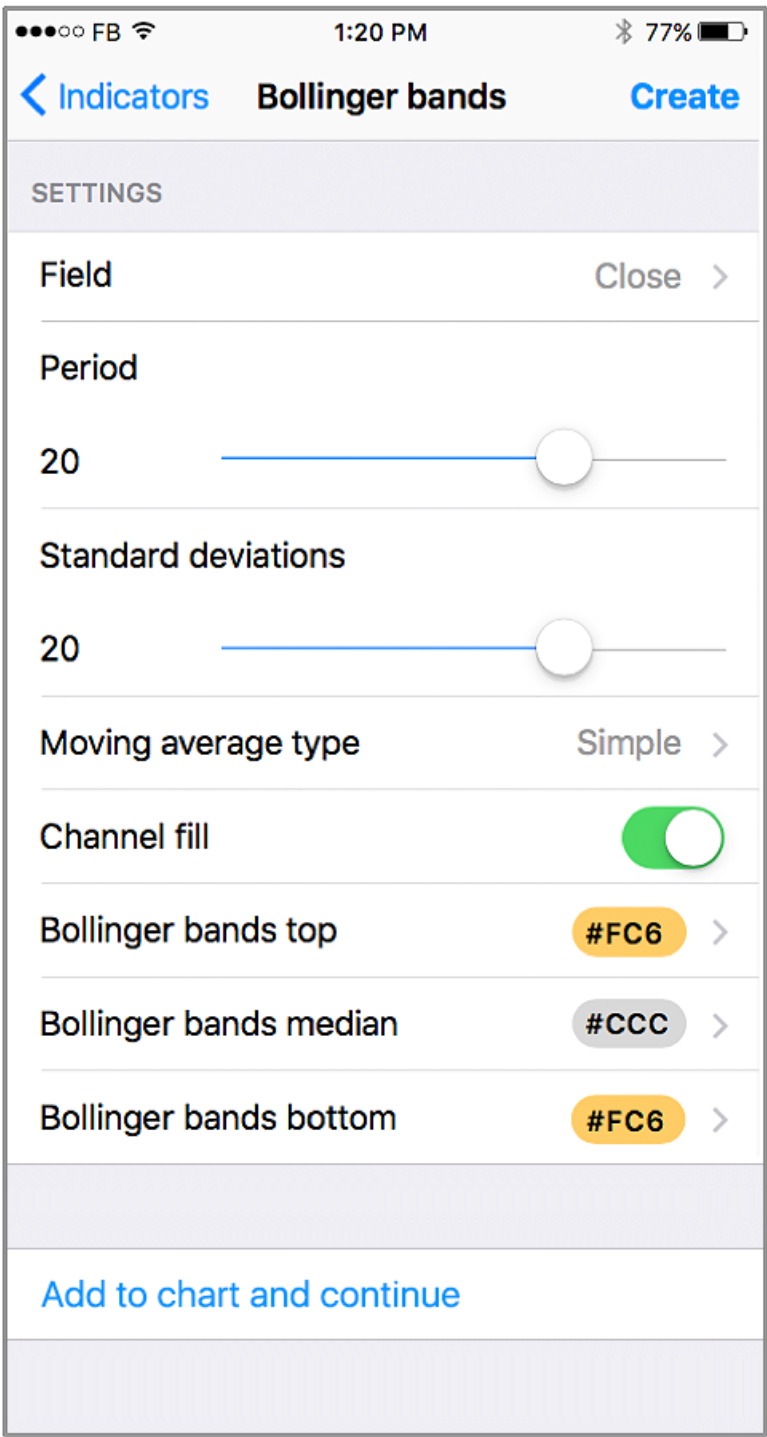 FB 1:20 PM 77%
Indicators Bollinger bands Create
SETTINGS
Field Close
Period
20
Standard deviations
20
Moving average type Simple
Channel fill
Bollinger bands top #FC6
Bollinger bands median #CCC
Bollinger bands bottom #FC6
Add to chart and continue